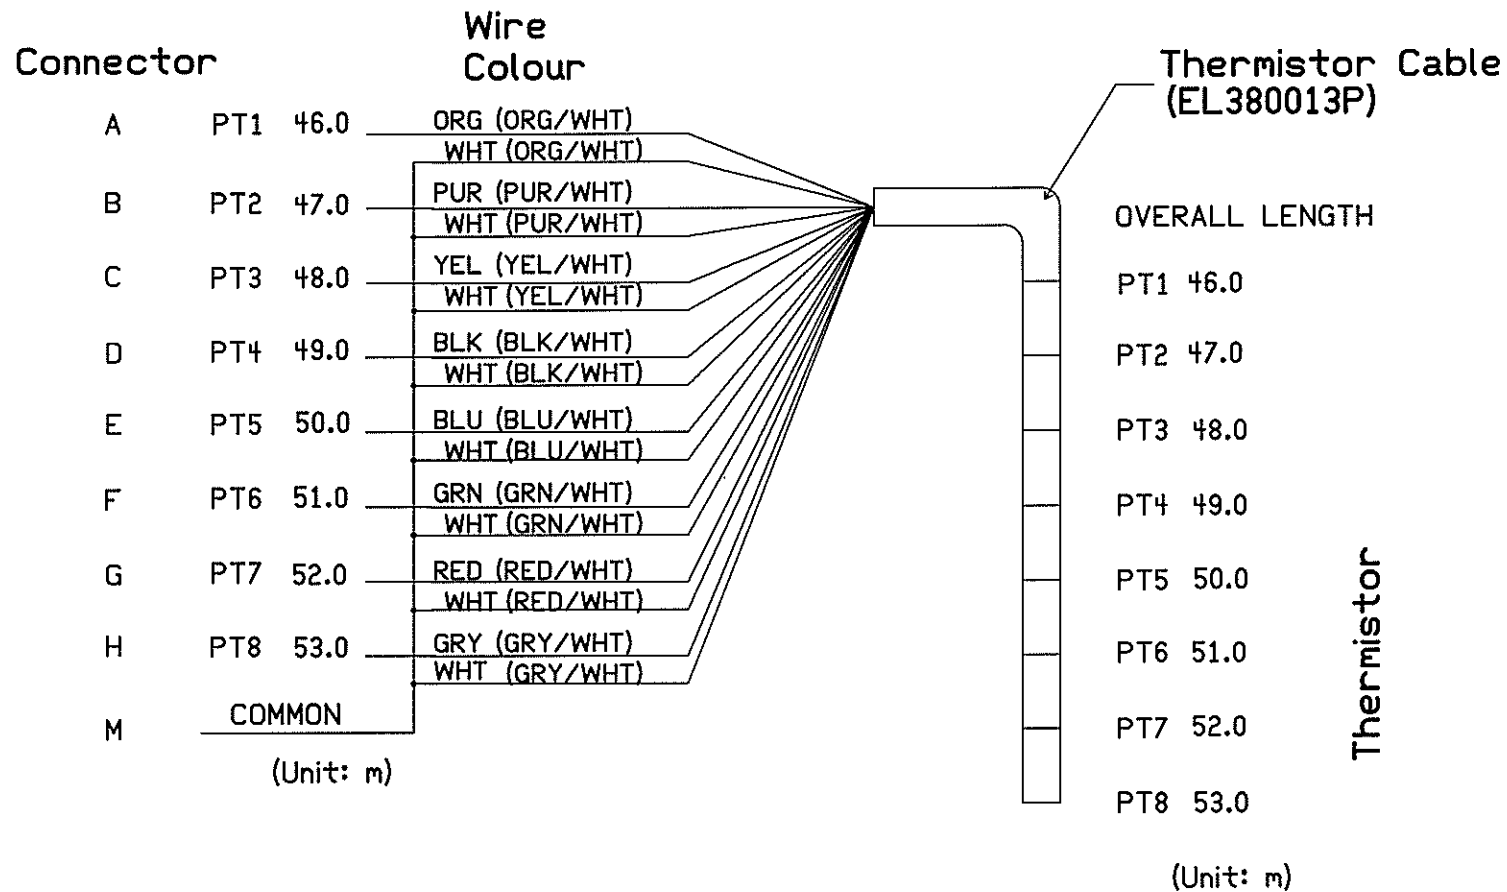 Wire
Colour
Connector
Thermistor Cable
(EL380013P)
A PT1 46.0 ORG (ORG/WHT)
WHT (ORG/WHT)
B PT2 47.0 PUR (PUR/WHT)
WHT (PUR/WHT)
C PT3 48.0 YEL (YEL/WHT)
WHT (YEL/WHT)
D PT4 49.0 BLK (BLK/WHT)
WHT (BLK/WHT)
E PT5 50.0 BLU (BLU/WHT)
WHT (BLU/WHT)
F PT6 51.0 GRN (GRN/WHT)
WHT (GRN/WHT)
G PT7 52.0 RED (RED/WHT)
WHT (RED/WHT)
H PT8 53.0 GRY (GRY/WHT)
WHT (GRY/WHT)
M COMMON
(Unit: m)
OVERALL LENGTH
PT1 46.0
PT2 47.0
PT3 48.0
PT4 49.0
PT5 50.0
PT6 51.0
PT7 52.0
PT8 53.0
Thermistor
(Unit: m)